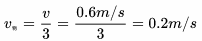 v_* = \frac{v}{3} = \frac{0.6m/s}{3} = 0.2m/s